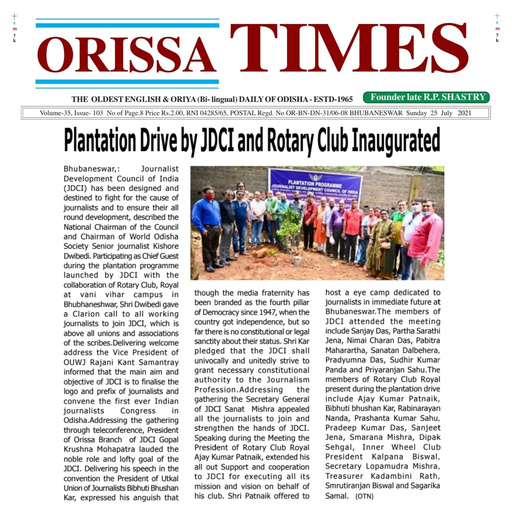 ORISSA TIMES
THE OLDEST ENGLISH & ORIYA (Bi- lingual) DAILY OF ODISHA - ESTD-1965
Founder late R.P. SHASTRY
Volume-35, Issue- 103 No of Page.8 Price Rs.2.00, RNI 04285/65, POSTAL Regd. No OR-BN-DN-31/06-08 BHUBANESWAR Sunday 25 July 2021
Plantation Drive by JDCI and Rotary Club Inaugurated
Bhubaneswar,: Journalist
Development Council of India
(JDCI) has been designed and
destined to fight for the cause of
journalists and to ensure their all
round development, described the
National Chairman of the Council
and Chairman of World Odisha
Society Senior journalist Kishore
Dwibedi. Participating as Chief Guest
during the plantation programme
launched by JDCI with the
collaboration of Rotary Club, Royal
at vani vihar campus in
Bhubhaneshwar, Shri Dwibedi gave
a Clarion call to all working
journalists to join JDCI, which is
above all unions and associations
of the scribes.Delivering welcome
address the Vice President of
OUWJ Rajani Kant Samantray
informed that the main aim and
objective of JDCI is to finalise the
logo and prefix of journalists and
convene the first ever Indian
journalists Congress in
Odisha.Addressing the gathering
through teleconference, President
of Orissa Branch of JDCI Gopal
Krushna Mohapatra lauded the
noble role and lofty goal of the
JDCI. Delivering his speech in the
convention the President of Utkal
Union of Journalists Bibhuti Bhushan
Kar, expressed his anguish that
PLANTATION PROGRAMME
JOURNALIST DEVELOPMENT COUNCIL OF INDIA
though the media fraternity has
been branded as the fourth pillar
of Democracy since 1947, when the
country got independence, but so
far there is no constitutional or legal
sanctity about their status. Shri Kar
pledged that the JDCI shall
univocally and unitedly strive to
grant necessary constitutional
authority to the Journalism
Profession.Addressing the
gathering the Secretary General
of JDCI Sanat Mishra appealed
all the journalists to join and
strengthen the hands of JDCI.
Speaking during the Meeting the
President of Rotary Club Royal
Ajay Kumar Patnaik, extended his
all out Support and cooperation
to JDCI for executing all its
mission and vision on behalf of
his club. Shri Patnaik offered to
host a eye camp dedicated to
journalists in immediate future at
Bhubaneswar.The members of
JDCI attended the meeting
include Sanjay Das, Partha Sarathi
Jena, Nimai Charan Das, Pabitra
Maharartha, Sanatan Dalbehera,
Pradyumna Das, Sudhir Kumar
Panda and Priyaranjan Sahu.The
members of Rotary Club Royal
present during the plantation drive
include Ajay Kumar Patnaik,
Bibhuti bhushan Kar, Rabinarayan
Nanda, Prashanta Kumar Sahu,
Pradeep Kumar Das, Sanjeet
Jena, Smarana Mishra, Dipak
Sehgal, Inner Wheel Club
President Kalpana Biswal,
Secretary Lopamudra Mishra,
Treasurer Kadambini Rath,
Smrutiranjan Biswal and Sagarika
Samal. (OTN)